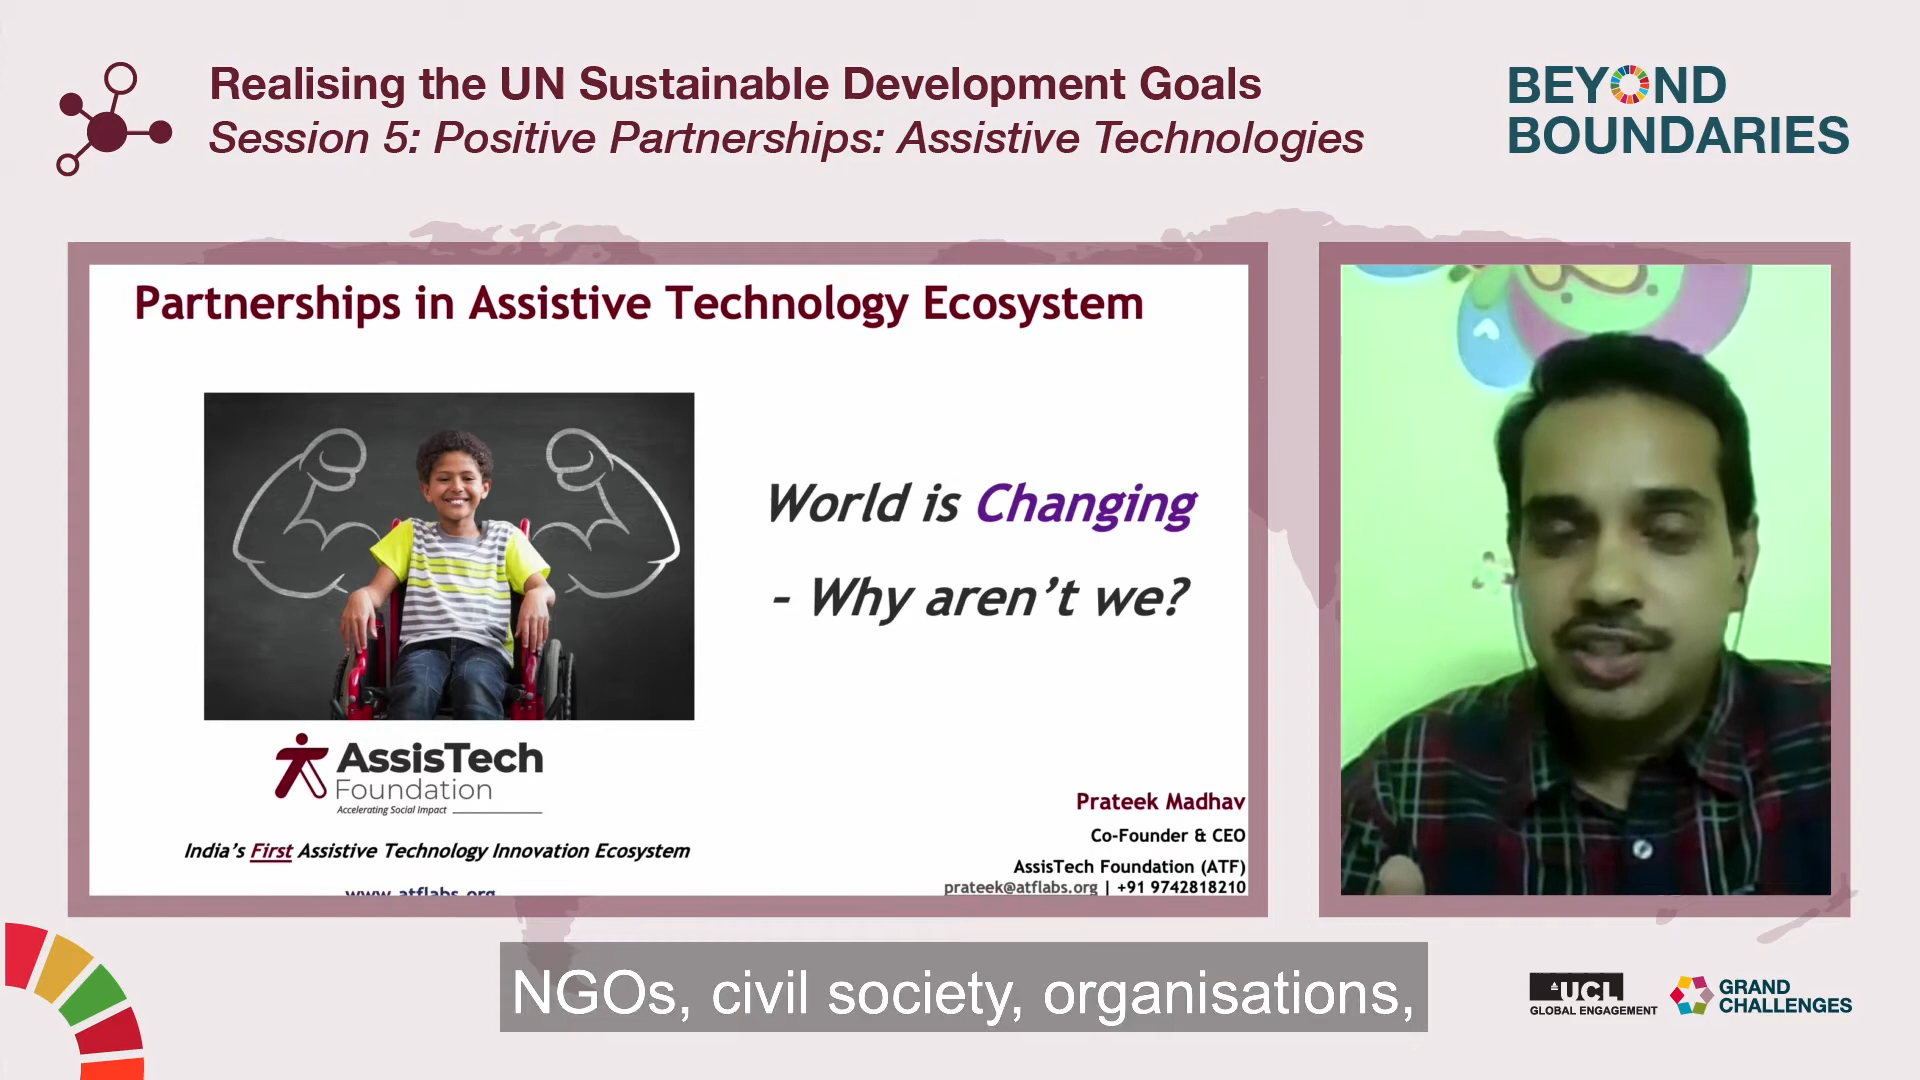 Realising the UN Sustainable Development Goals
Session 5: Positive Partnerships: Assistive Technologies
BEYOND
BOUNDARIES
Partnerships in Assistive Technology Ecosystem
World is Changing
- Why aren't we?
AssisTech
Foundation
Accelerating Social Impact
India's First Assistive Technology Innovation Ecosystem
www.atflabs.org
Prateek Madhav
Co-Founder & CEO
AssisTech Foundation (ATF)
prateek@atflabs.org | +91 9742818210
NGOs, civil society, organisations,
UCL
GLOBAL ENGAGEMENT
GRAND
CHALLENGES